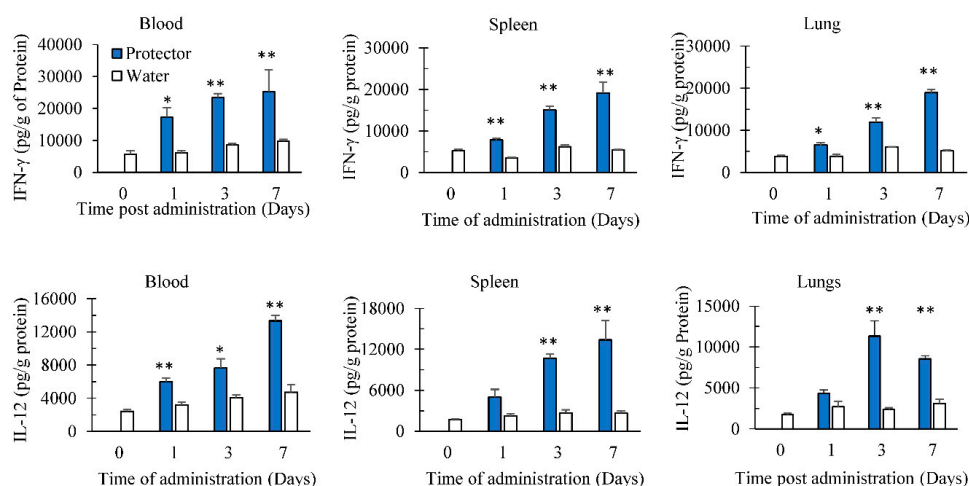 Blood
IFN-γ (pg/g of Protein)
40000
30000
20000
10000
0
Protector
Water
*
**
**
0 1 3 7
Time post administration (Days)
Spleen
IFN-γ (pg/g protein)
30000
20000
10000
0
**
**
**
0 1 3 7
Time of administration (Days)
Lung
IFN-γ (pg/g protein)
30000
20000
10000
0
*
**
**
0 1 3 7
Time of administration (Days)
Blood
IL-12 (pg/g protein)
16000
12000
8000
4000
0
**
*
**
0 1 3 7
Time of administration (Days)
Spleen
IL-12 (pg/g protein)
18000
12000
6000
0
**
**
0 1 3 7
Time of administration (Days)
Lungs
IL-12 (pg/g Protein)
15000
10000
5000
0
**
**
0 1 3 7
Time post administration (Days)